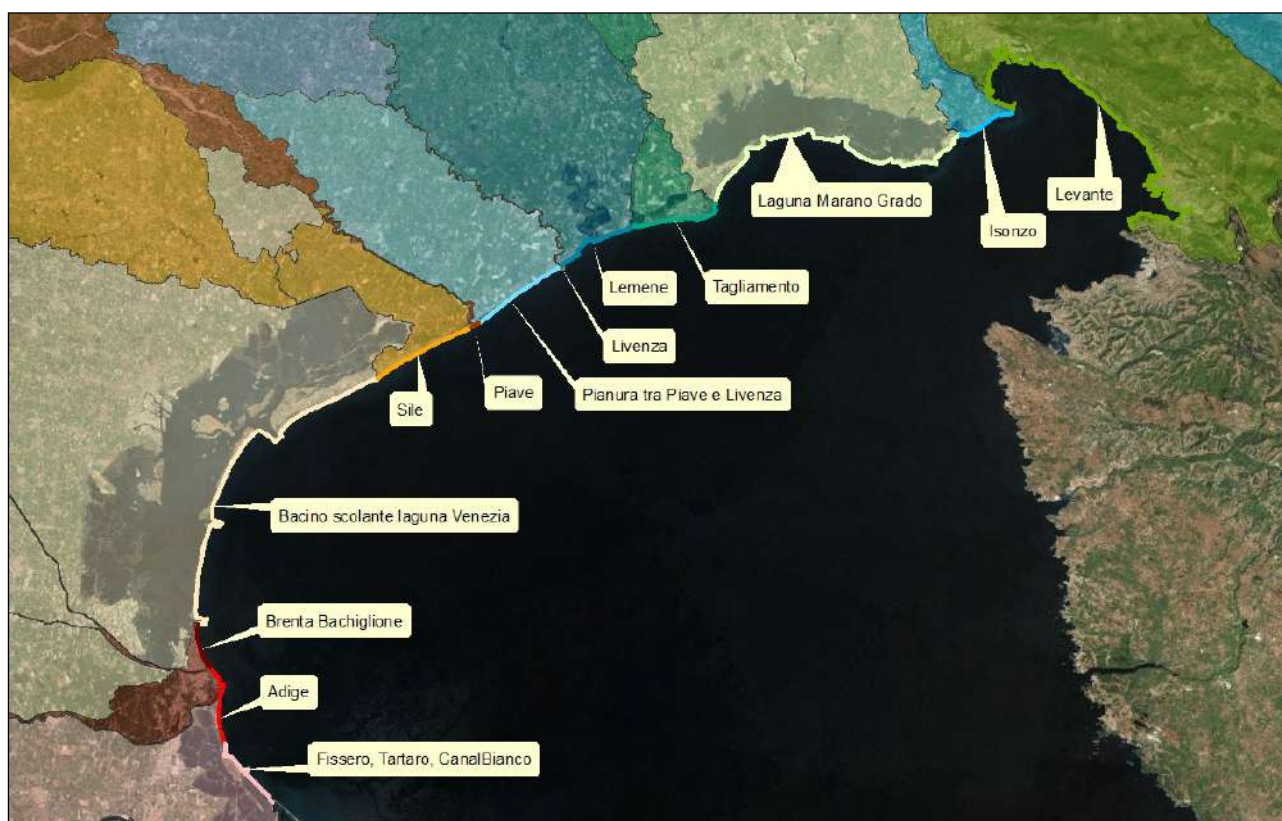 Laguna Marano Grado
Levante
Isonzo
Lemene
Tagliamento
Livenza
Piave
Pianura tra Piave e Livenza
Sile
Bacino scolante laguna Venezia
Brenta Bachiglione
Adige
Fissero, Tartaro, CanalBianco